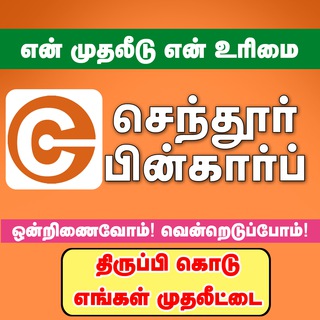 என் முதலீடு என் உரிமை
செந்தூர்
பின்கார்ப்
ஒன்றிணைவோம்! வென்றெடுப்போம்!
திருப்பி கொடு
எங்கள் முதலீட்டை